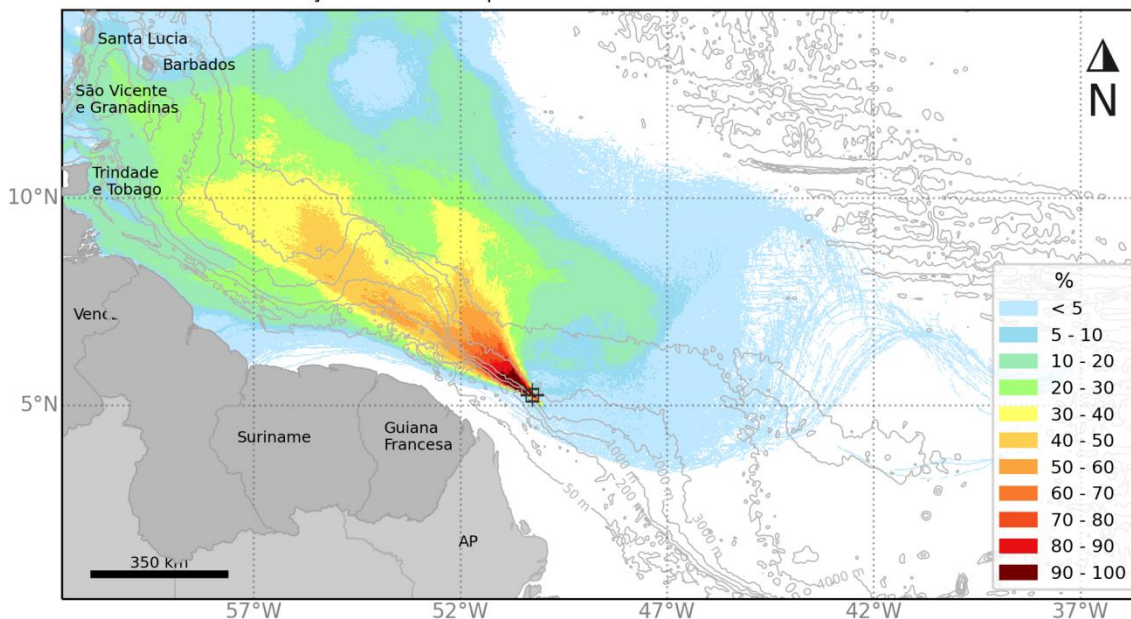 Santa Lucia
Barbados
São Vicente
e Granadinas
N
Trindade
e Tobago
10°N
%
< 5
5 - 10
10 - 20
20 - 30
30 - 40
40 - 50
50 - 60
60 - 70
70 - 80
80 - 90
90 - 100
5°N
Suriname
Guiana
Francesa
50 m
200 m
3000 m
4000 m
AP
350 km
57°W
52°W
47°W
42°W
37°W